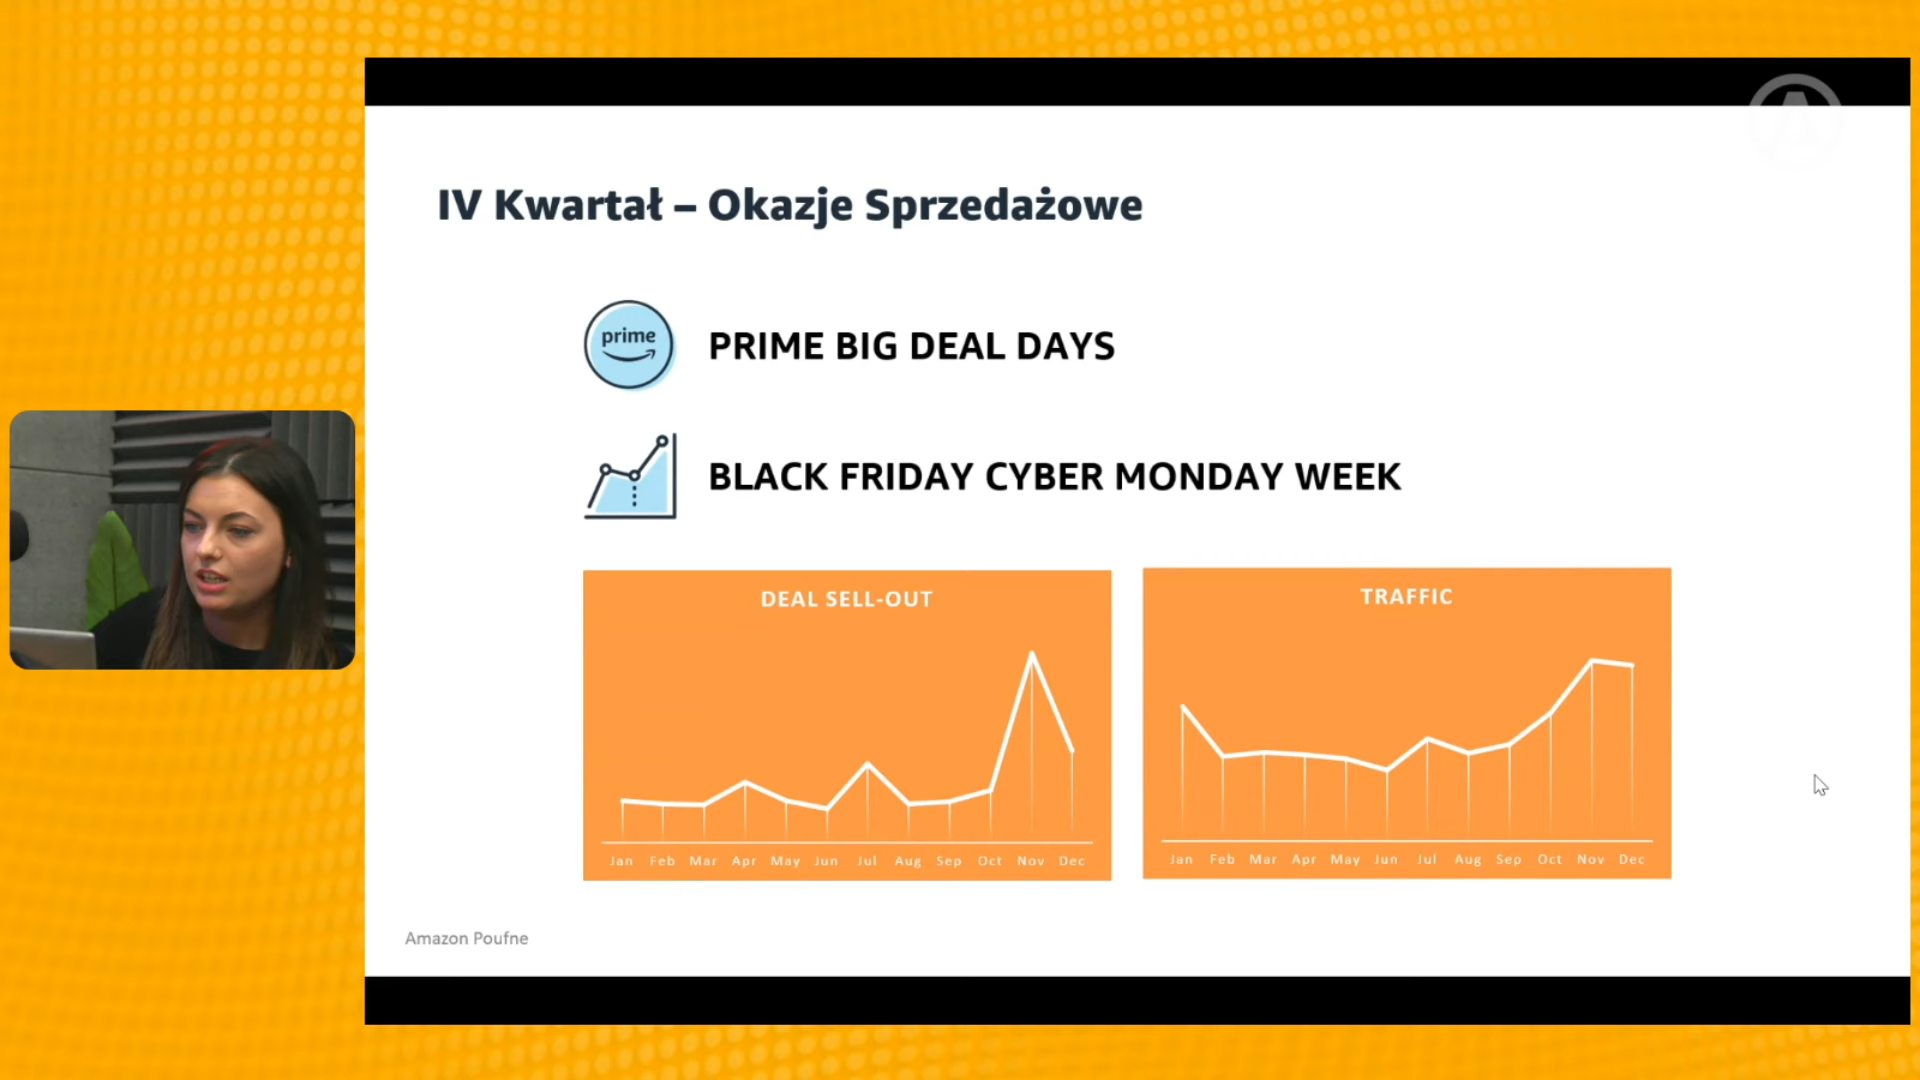 IV Kwartał – Okazje Sprzedażowe
prime
PRIME BIG DEAL DAYS
BLACK FRIDAY CYBER MONDAY WEEK
DEAL SELL-OUT
Jan Feb Mar Apr May Jun Jul Aug Sep Oct Nov Dec
TRAFFIC
Jan Feb Mar Apr May Jun Jul Aug Sep Oct Nov Dec
Amazon Poufne